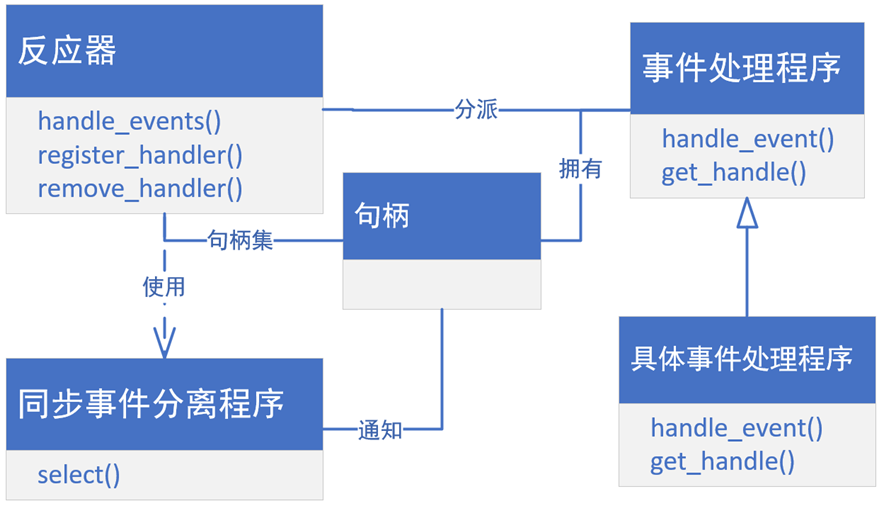 反应器
handle_events()
register_handler()
remove_handler()
分派
事件处理程序
handle_event()
get_handle()
拥有
句柄
句柄集
使用
同步事件分离程序
select()
通知
具体事件处理程序
handle_event()
get_handle()